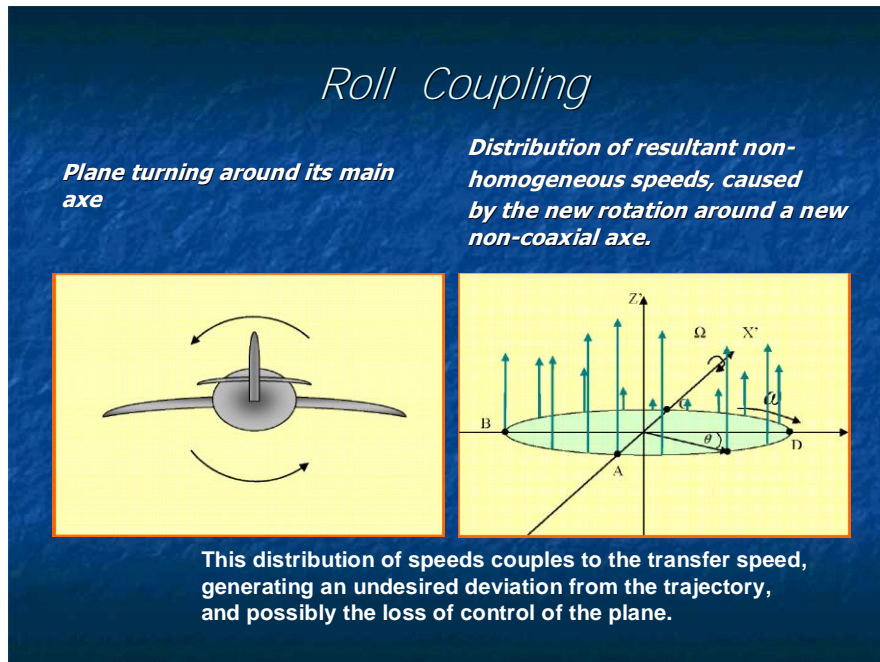 Roll Coupling
Plane turning around its main
axe
Distribution of resultant non-
homogeneous speeds, caused
by the new rotation around a new
non-coaxial axe.
Z'
Ω X'
ω
B
C
θ
D
A
This distribution of speeds couples to the transfer speed,
generating an undesired deviation from the trajectory,
and possibly the loss of control of the plane.